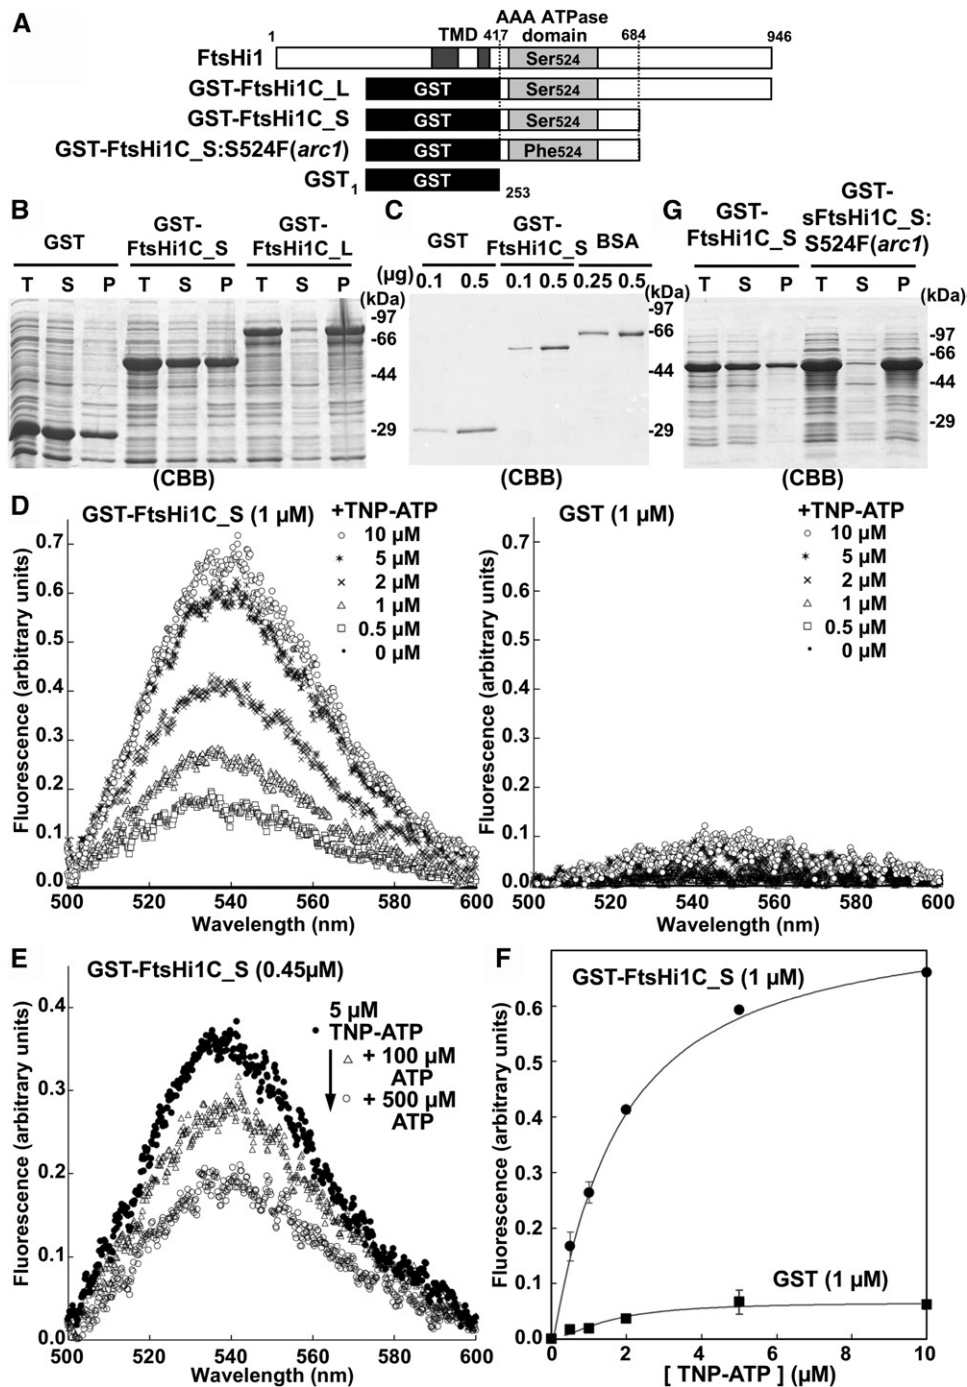 A
AAA ATPase
1 TMD 417 domain 684 946
FtsHi1 Ser524
GST-FtsHi1C_L GST Ser524
GST-FtsHi1C_S GST Ser524
GST-FtsHi1C_S:S524F(arc1) GST Phe524
GST 1 GST 253
B
GST GST-FtsHi1C_S GST-FtsHi1C_L
T S P T S P T S P
(kDa)
-97
-66
-44
-29
(CBB)
C
GST GST-FtsHi1C_S BSA
(μg) 0.1 0.5 0.1 0.5 0.25 0.5
(kDa)
-97
-66
-44
-29
(CBB)
G
GST-FtsHi1C_S GST-sFtsHi1C_S:S524F(arc1)
T S P T S P
(kDa)
-97
-66
-44
-29
(CBB)
D
GST-FtsHi1C_S (1 μM)
+TNP-ATP
10 μM
5 μM
2 μM
1 μM
0.5 μM
0 μM
Fluorescence (arbitrary units)
0.7
0.6
0.5
0.4
0.3
0.2
0.1
0.0
500 520 540 560 580 600
Wavelength (nm)
GST (1 μM)
+TNP-ATP
10 μM
5 μM
2 μM
1 μM
0.5 μM
0 μM
Fluorescence (arbitrary units)
0.7
0.6
0.5
0.4
0.3
0.2
0.1
0.0
500 520 540 560 580 600
Wavelength (nm)
E
GST-FtsHi1C_S (0.45μM)
5 μM
TNP-ATP
+ 100 μM
ATP
+ 500 μM
ATP
Fluorescence (arbitrary units)
0.4
0.3
0.2
0.1
0.0
500 520 540 560 580 600
Wavelength (nm)
F
GST-FtsHi1C_S (1 μM)
GST (1 μM)
Fluorescence (arbitrary units)
0.6
0.5
0.4
0.3
0.2
0.1
0.0
0 2 4 6 8 10
[ TNP-ATP ] (μM)